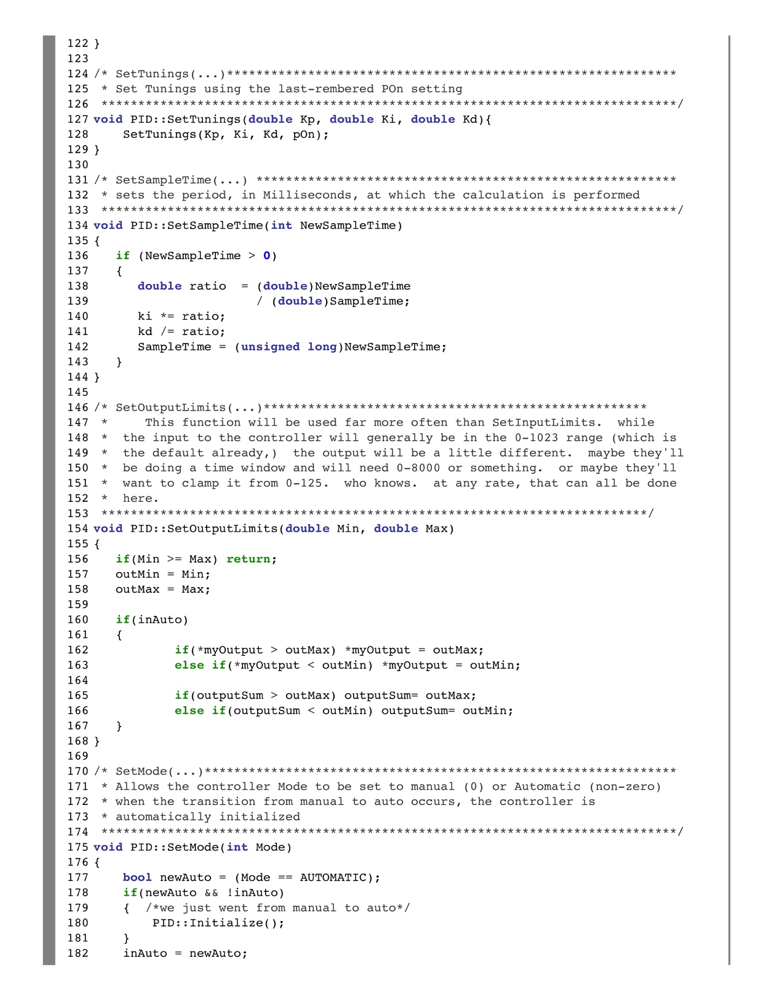 122 }
123
124 /* SetTunings(...)*************************************************************
125  * Set Tunings using the last-rembered POn setting
126  ******************************************************************************/
127 void PID::SetTunings(double Kp, double Ki, double Kd){
128     SetTunings(Kp, Ki, Kd, pOn);
129 }
130
131 /* SetSampleTime(...) *********************************************************
132  * sets the period, in Milliseconds, at which the calculation is performed
133  ******************************************************************************/
134 void PID::SetSampleTime(int NewSampleTime)
135 {
136    if (NewSampleTime > 0)
137    {
138       double ratio  = (double)NewSampleTime
139                       / (double)SampleTime;
140       ki *= ratio;
141       kd /= ratio;
142       SampleTime = (unsigned long)NewSampleTime;
143    }
144 }
145
146 /* SetOutputLimits(...)****************************************************
147  *     This function will be used far more often than SetInputLimits.  while
148  *  the input to the controller will generally be in the 0-1023 range (which is
149  *  the default already,)  the output will be a little different.  maybe they'll
150  *  be doing a time window and will need 0-8000 or something.  or maybe they'll
151  *  want to clamp it from 0-125.  who knows.  at any rate, that can all be done
152  *  here.
153  **************************************************************************/
154 void PID::SetOutputLimits(double Min, double Max)
155 {
156    if(Min >= Max) return;
157    outMin = Min;
158    outMax = Max;
159
160    if(inAuto)
161    {
162            if(*myOutput > outMax) *myOutput = outMax;
163            else if(*myOutput < outMin) *myOutput = outMin;
164
165            if(outputSum > outMax) outputSum= outMax;
166            else if(outputSum < outMin) outputSum= outMin;
167    }
168 }
169
170 /* SetMode(...)****************************************************************
171  * Allows the controller Mode to be set to manual (0) or Automatic (non-zero)
172  * when the transition from manual to auto occurs, the controller is
173  * automatically initialized
174  ******************************************************************************/
175 void PID::SetMode(int Mode)
176 {
177     bool newAuto = (Mode == AUTOMATIC);
178     if(newAuto && !inAuto)
179     {  /*we just went from manual to auto*/
180         PID::Initialize();
181     }
182     inAuto = newAuto;